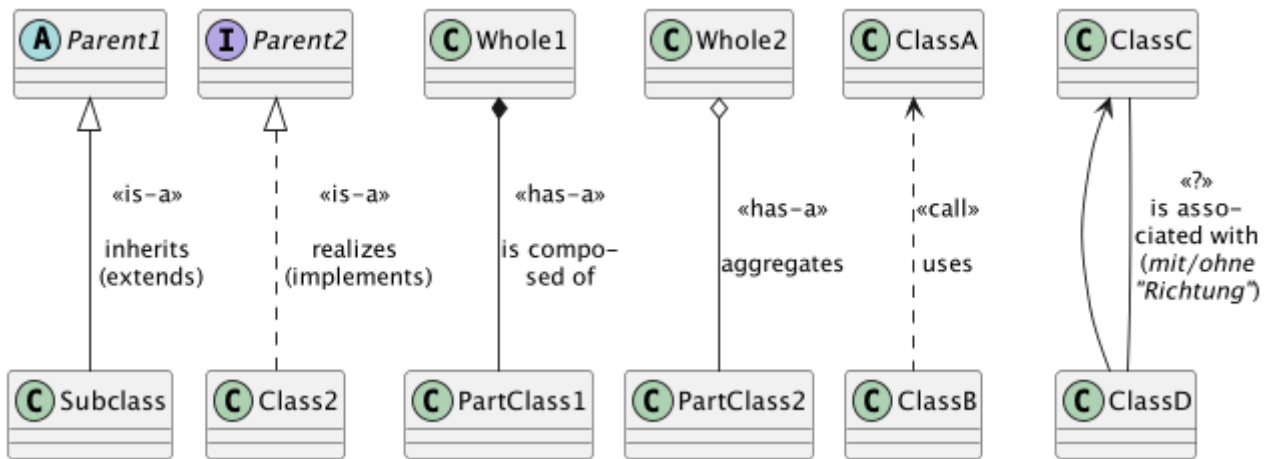 A Parent1
I Parent2
C Whole1
C Whole2
C ClassA
C ClassC
«is-a»
inherits
(extends)
«is-a»
realizes
(implements)
«has-a»
is compo-
sed of
«has-a»
aggregates
«call»
uses
«?»
is asso-
ciated with
(mit/ohne
"Richtung")
C Subclass
C Class2
C PartClass1
C PartClass2
C ClassB
C ClassD